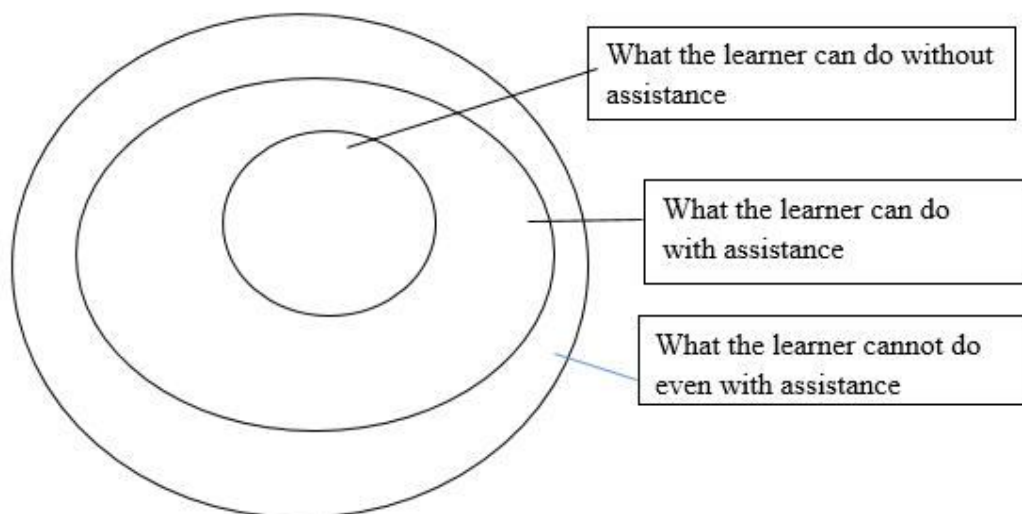 What the learner can do without
assistance
What the learner can do
with assistance
What the learner cannot do
even with assistance